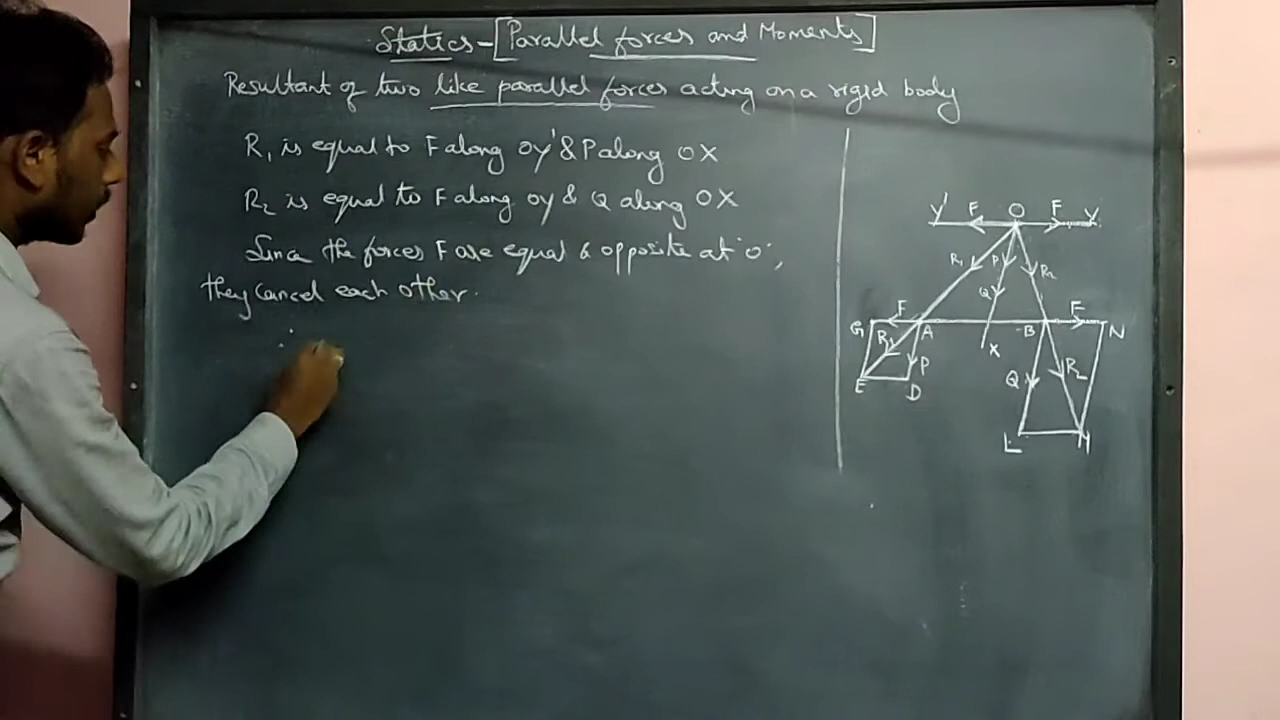 Statics - [Parallel forces and Moments]
Resultant of two like parallel forces acting on a rigid body
R₁ is equal to F along OY' & P along OX
R₂ is equal to F along OY & Q along OX
Since the forces F are equal & opposite at 'O',
they cancel each other.
∴
Y' F O F Y
R₁ P R₂
Q
G F A B F N
R₁ P X Q R₂
E D
L M